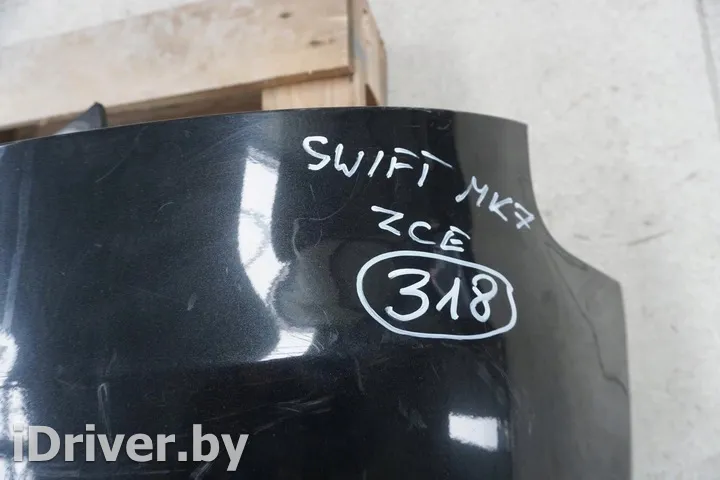 SWIFT MK7
ZCE
318
iDriver.by